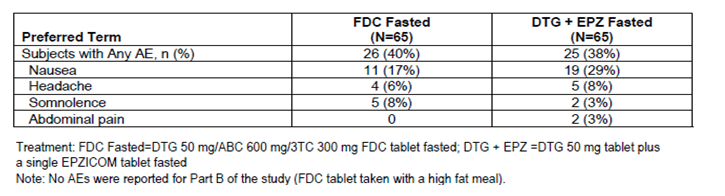 Preferred Term FDC Fasted (N=65) DTG + EPZ Fasted (N=65)
Subjects with Any AE, n (%) 26 (40%) 25 (38%)
Nausea 11 (17%) 19 (29%)
Headache 4 (6%) 5 (8%)
Somnolence 5 (8%) 2 (3%)
Abdominal pain 0 2 (3%)
Treatment: FDC Fasted=DTG 50 mg/ABC 600 mg/3TC 300 mg FDC tablet fasted; DTG + EPZ =DTG 50 mg tablet plus
a single EPZICOM tablet fasted
Note: No AEs were reported for Part B of the study (FDC tablet taken with a high fat meal).